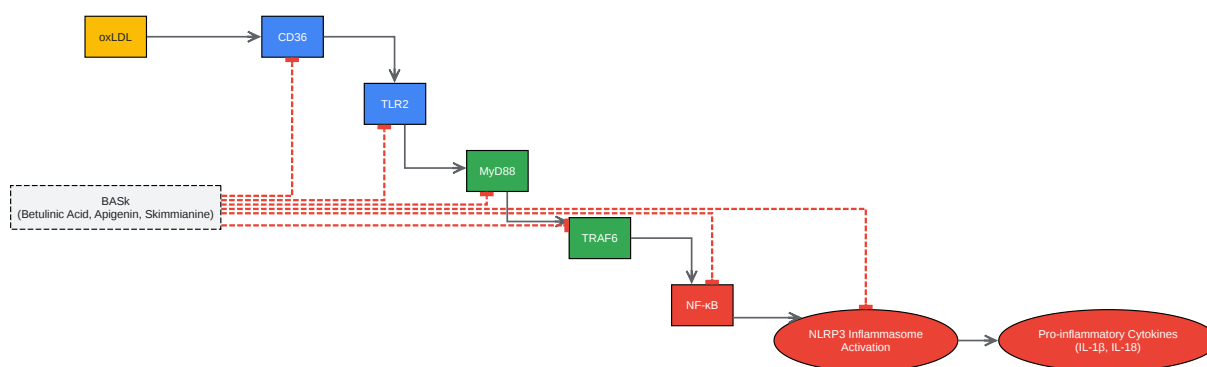 oxLDL
CD36
TLR2
MyD88
BASk
(Betulinic Acid, Apigenin, Skimmianine)
TRAF6
NF-κB
NLRP3 Inflammasome
Activation
Pro-inflammatory Cytokines
(IL-1β, IL-18)